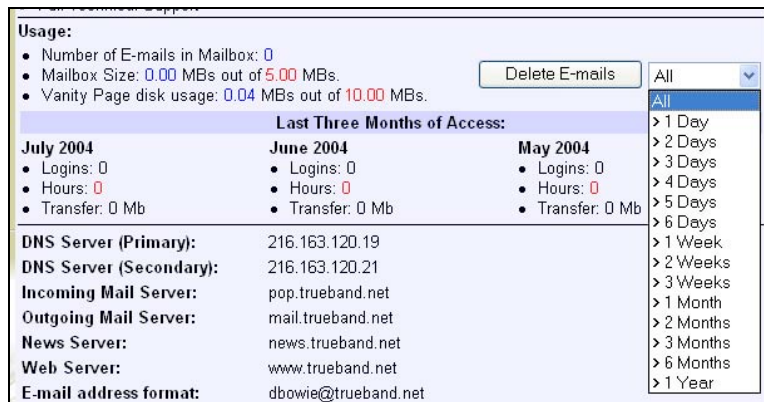 Full Technical Support
Usage:
• Number of E-mails in Mailbox: 0
• Mailbox Size: 0.00 MBs out of 5.00 MBs.
• Vanity Page disk usage: 0.04 MBs out of 10.00 MBs.
Delete E-mails
All
All
> 1 Day
> 2 Days
> 3 Days
> 4 Days
> 5 Days
> 6 Days
> 1 Week
> 2 Weeks
> 3 Weeks
> 1 Month
> 2 Months
> 3 Months
> 6 Months
> 1 Year
Last Three Months of Access:
July 2004
• Logins: 0
• Hours: 0
• Transfer: 0 Mb
June 2004
• Logins: 0
• Hours: 0
• Transfer: 0 Mb
May 2004
• Logins: 0
• Hours: 0
• Transfer: 0 Mb
DNS Server (Primary): 216.163.120.19
DNS Server (Secondary): 216.163.120.21
Incoming Mail Server: pop.trueband.net
Outgoing Mail Server: mail.trueband.net
News Server: news.trueband.net
Web Server: www.trueband.net
E-mail address format: dbowie@trueband.net